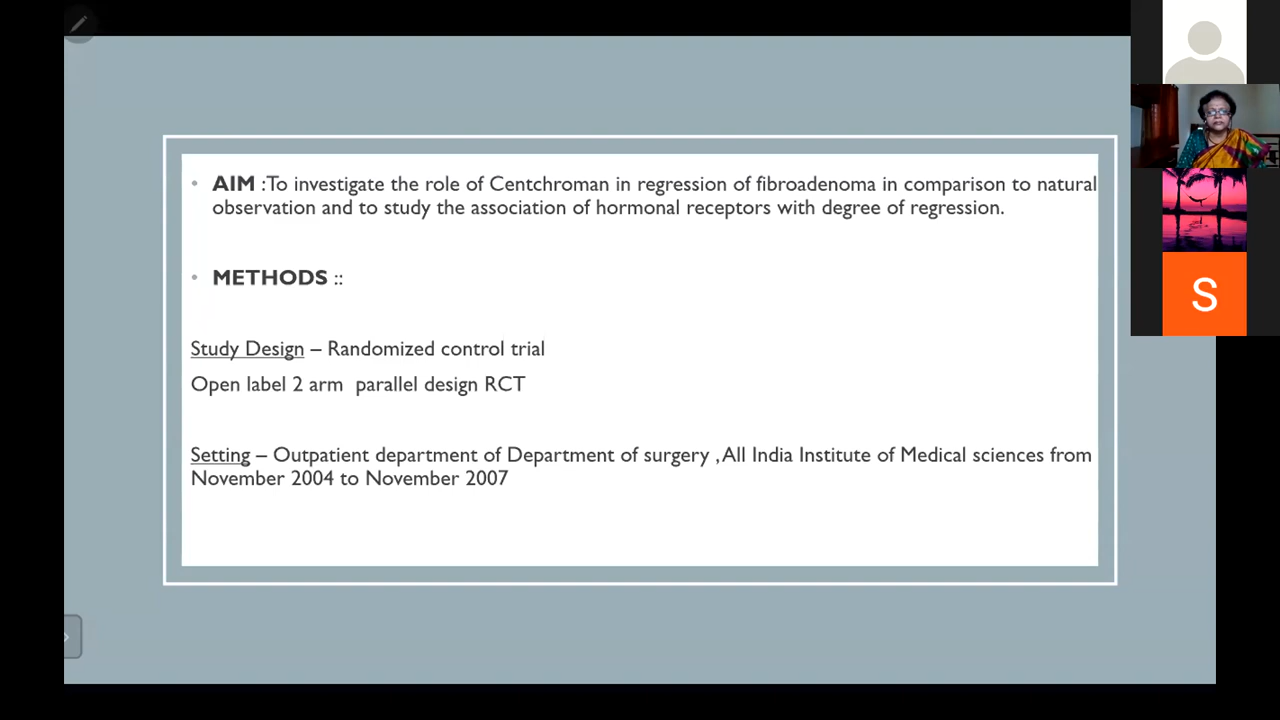 AIM :To investigate the role of Centchroman in regression of fibroadenoma in comparison to natural
observation and to study the association of hormonal receptors with degree of regression.
METHODS ::
Study Design – Randomized control trial
Open label 2 arm parallel design RCT
Setting – Outpatient department of Department of surgery ,All India Institute of Medical sciences from
November 2004 to November 2007
S